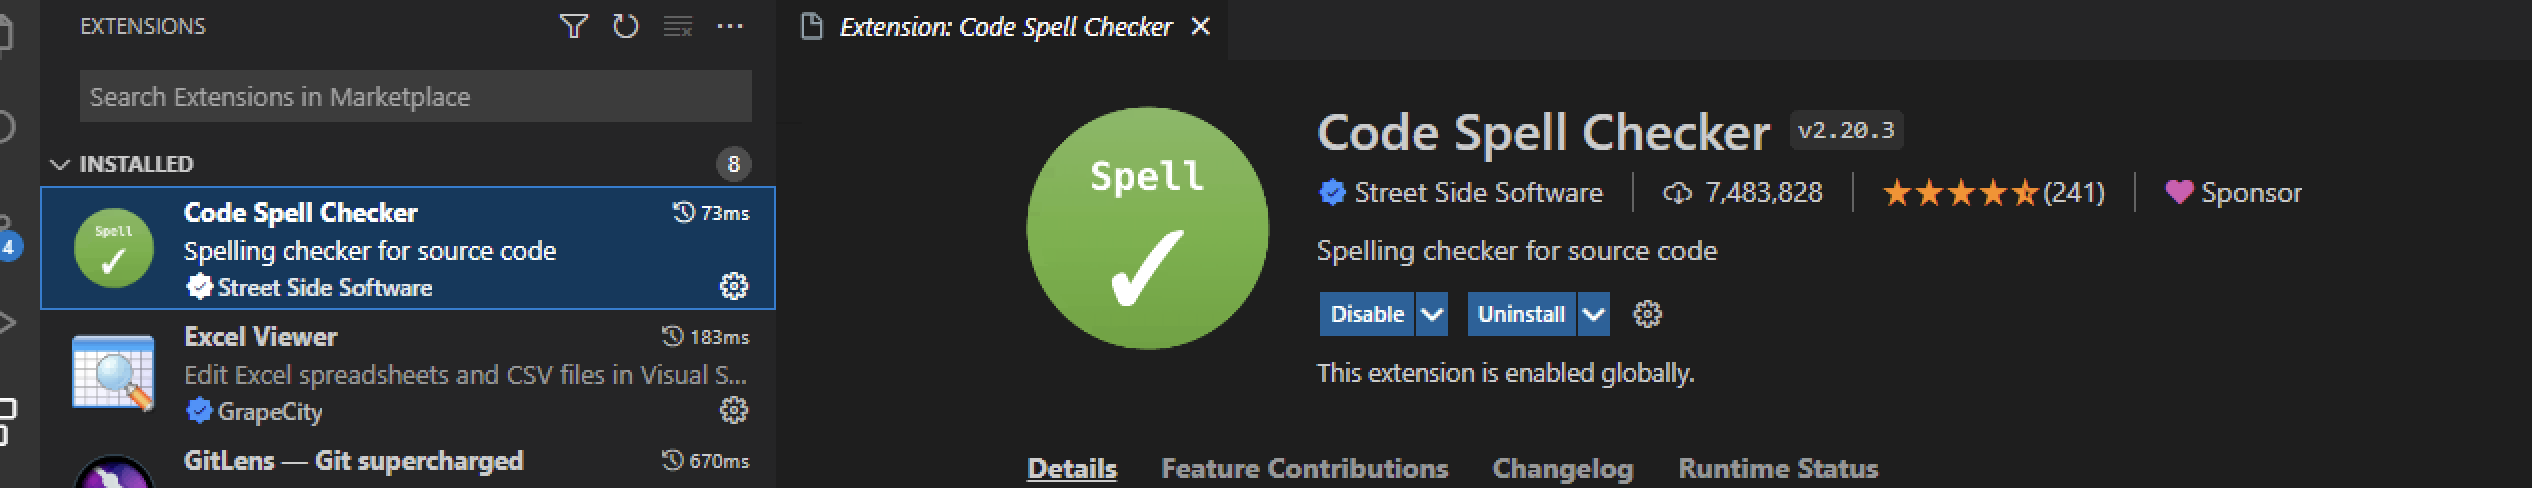 EXTENSIONS
Search Extensions in Marketplace
INSTALLED 8
Spell
Code Spell Checker 73ms
Spelling checker for source code
Street Side Software
4
Excel Viewer 183ms
Edit Excel spreadsheets and CSV files in Visual S...
GrapeCity
GitLens — Git supercharged 670ms
Extension: Code Spell Checker
Spell
Code Spell Checker v2.20.3
Street Side Software 7,483,828 (241) Sponsor
Spelling checker for source code
Disable Uninstall
This extension is enabled globally.
Details Feature Contributions Changelog Runtime Status